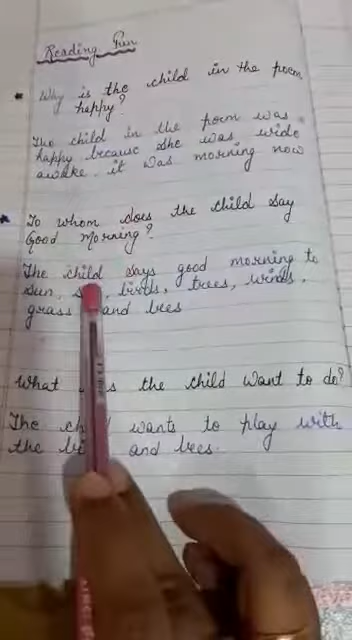 Reading Fun
Why is the child in the poem
happy?
The child in the poem was
happy because she was wide
awake. it was morning now
To whom does the child say
Good Morning?
The child says good morning to
Sun, birds, trees, winds,
grass and bees
What the child want to do?
The wants to play with
the and bees.